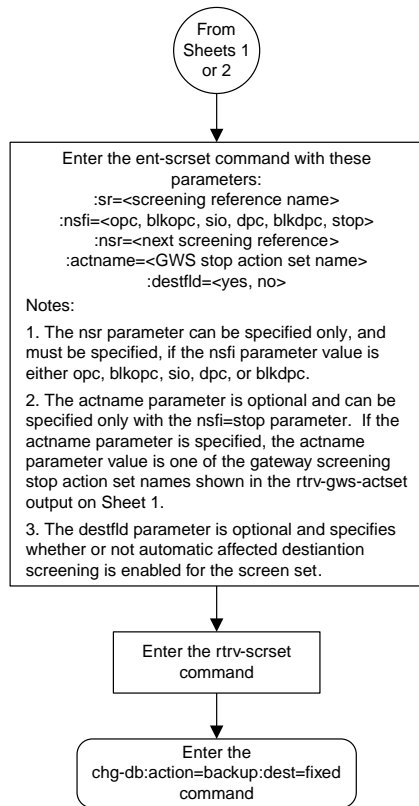 From
Sheets 1
or 2
Enter the ent-scrset command with these
parameters:
:sr=<screening reference name>
:nsfi=<opc, blkopc, sio, dpc, blkdpc, stop>
:nsr=<next screening reference>
:actname=<GWS stop action set name>
:destfld=<yes, no>
Notes:
1. The nsr parameter can be specified only, and
must be specified, if the nsfi parameter value is
either opc, blkopc, sio, dpc, or blkdpc.
2. The actname parameter is optional and can be
specified only with the nsfi=stop parameter. If the
actname parameter is specified, the actname
parameter value is one of the gateway screening
stop action set names shown in the rtrv-gws-actset
output on Sheet 1.
3. The destfld parameter is optional and specifies
whether or not automatic affected destiantion
screening is enabled for the screen set.
Enter the rtrv-scrset
command
Enter the
chg-db:action=backup:dest=fixed
command